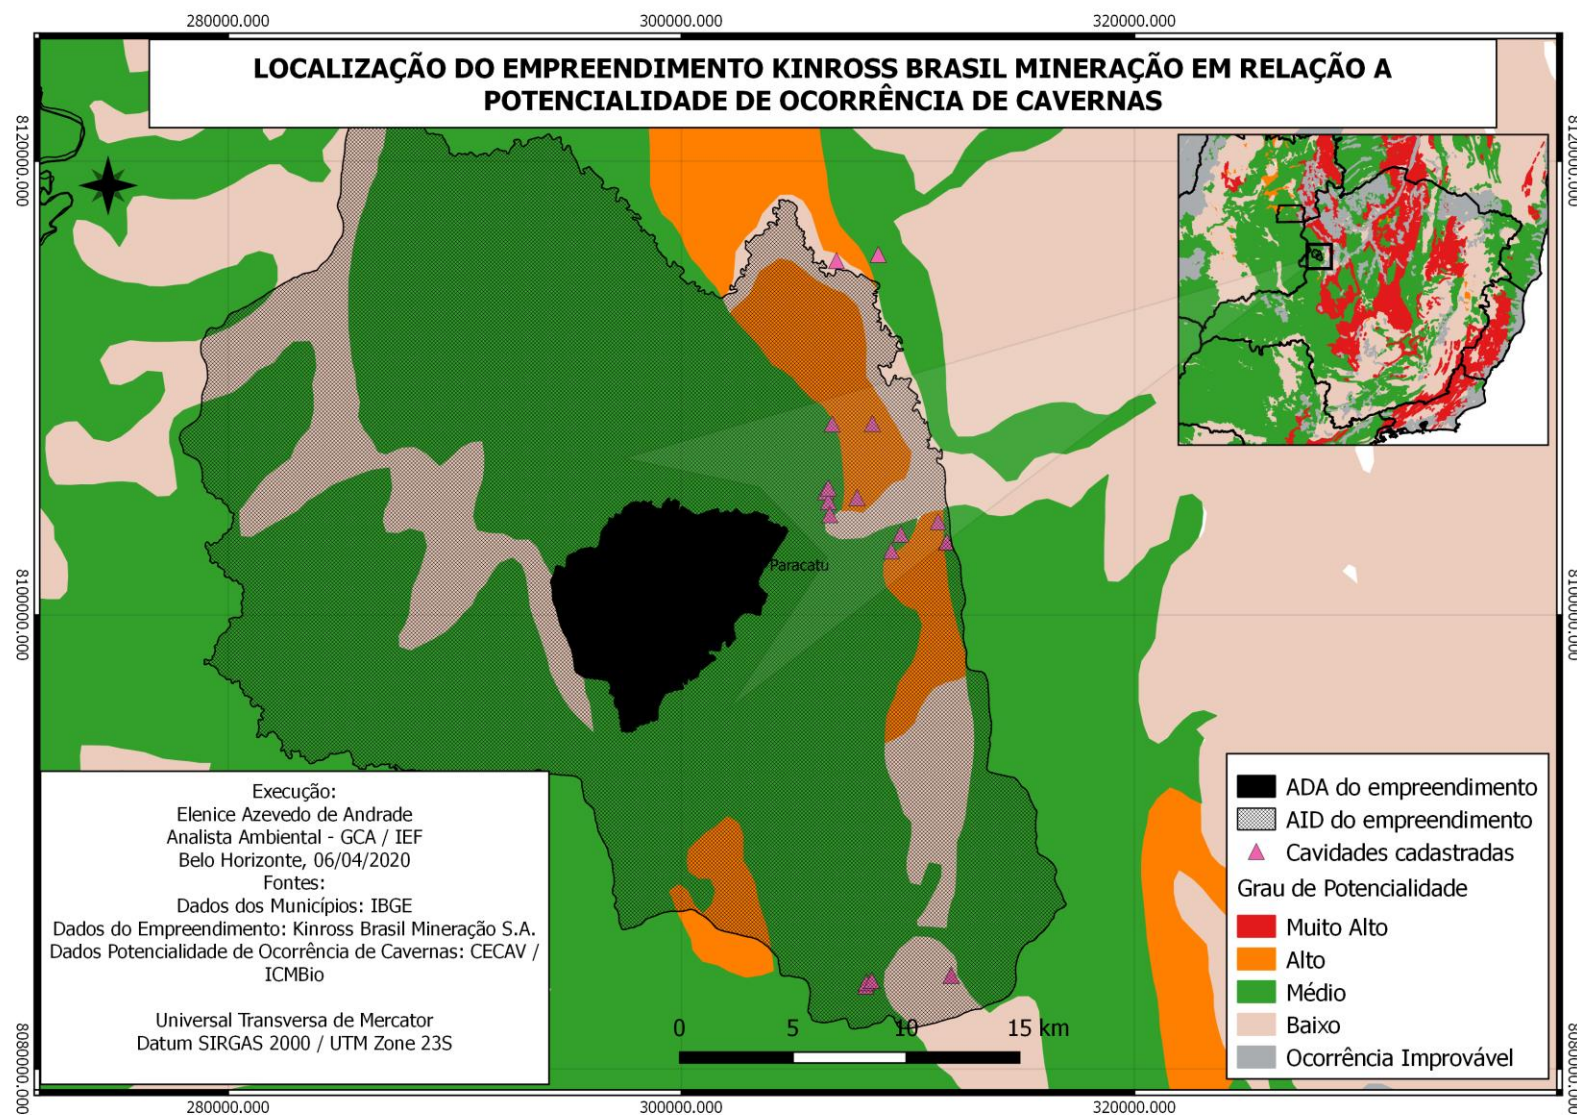 280000.000
300000.000
320000.000
LOCALIZAÇÃO DO EMPREENDIMENTO KINROSS BRASIL MINERAÇÃO EM RELAÇÃO A
POTENCIALIDADE DE OCORRÊNCIA DE CAVERNAS
8120000.000
8120000.000
8100000.000
8100000.000
Paracatu
Execução:
Elenice Azevedo de Andrade
Analista Ambiental - GCA / IEF
Belo Horizonte, 06/04/2020
Fontes:
Dados dos Municípios: IBGE
Dados do Empreendimento: Kinross Brasil Mineração S.A.
Dados Potencialidade de Ocorrência de Cavernas: CECAV /
ICMBio
Universal Transversa de Mercator
Datum SIRGAS 2000 / UTM Zone 23S
0 5 10 15 km
ADA do empreendimento
AID do empreendimento
Cavidades cadastradas
Grau de Potencialidade
Muito Alto
Alto
Médio
Baixo
Ocorrência Improvável
8080000.000
8080000.000
280000.000
300000.000
320000.000